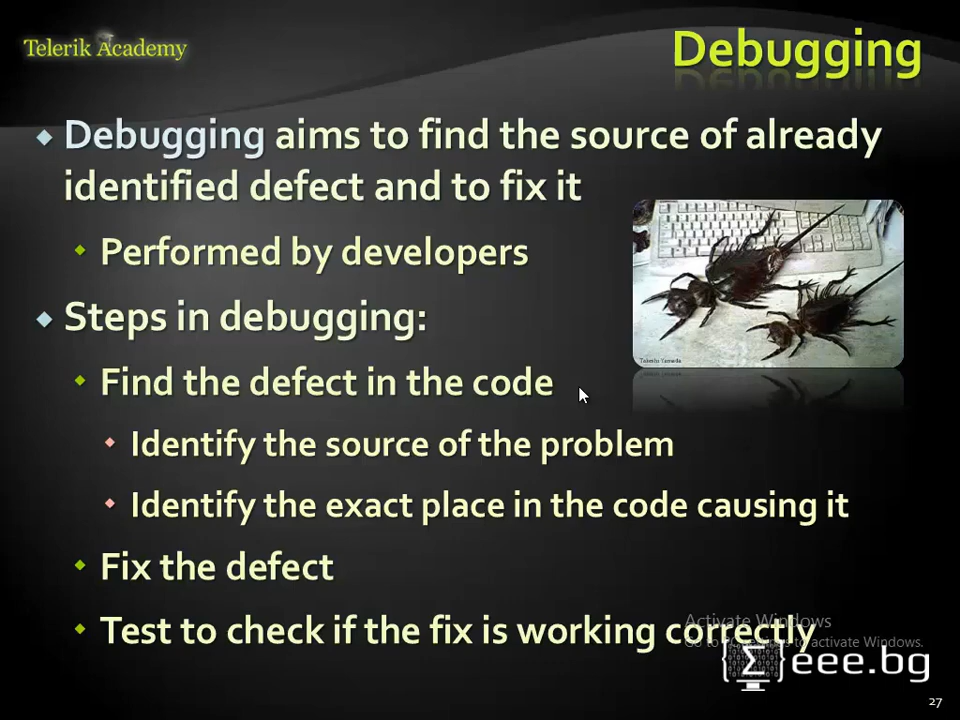 Telerik Academy
Debugging
Debugging aims to find the source of already
identified defect and to fix it
Performed by developers
Steps in debugging:
Takeshi Yamada
Find the defect in the code
Identify the source of the problem
Identify the exact place in the code causing it
Fix the defect
Activate Windows
Test to check if the fix is working correctly
to activate Windows.
eee.bg
27